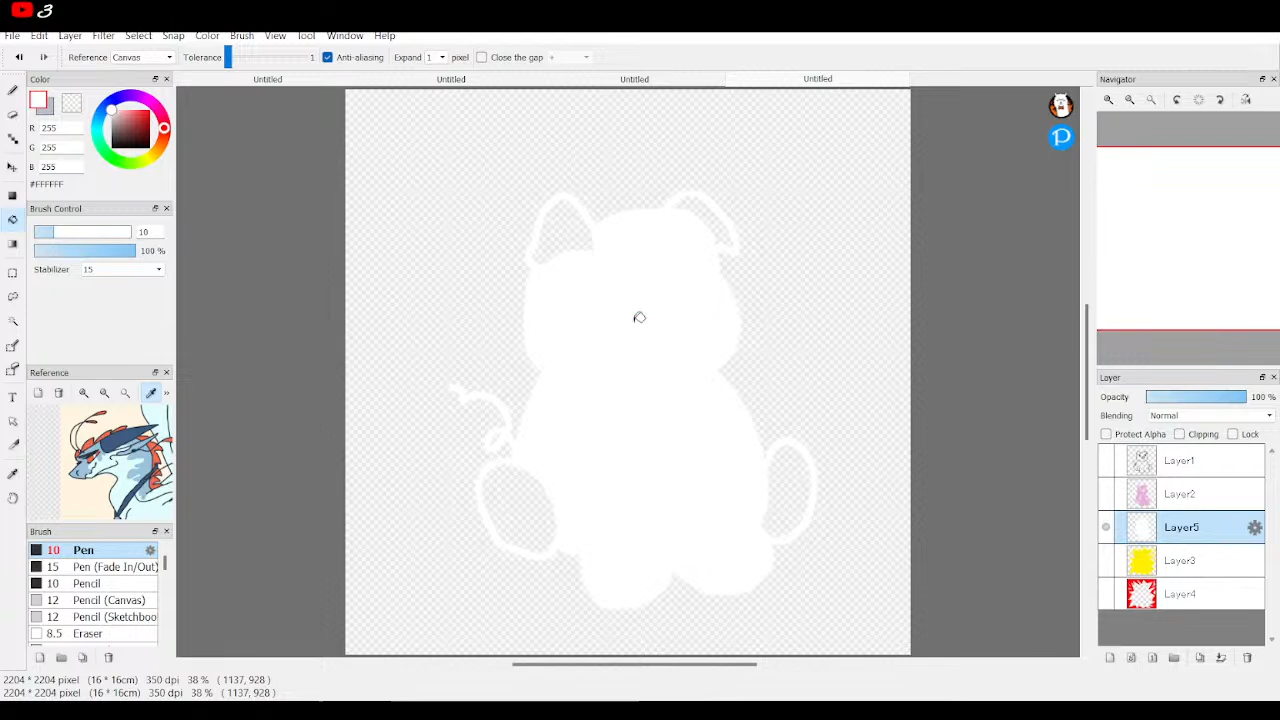 3
File Edit Layer Filter Select Snap Color Brush View Tool Window Help
Reference Canvas Tolerance 1 Anti-aliasing Expand 1 pixel Close the gap
Color
Untitled Untitled Untitled Untitled
Navigator
R 255
G 255
B 255
#FFFFFF
Brush Control
10
100 %
Stabilizer 15
Reference
Brush
10 Pen
15 Pen (Fade In/Out)
10 Pencil
12 Pencil (Canvas)
12 Pencil (Sketchboo
8.5 Eraser
Layer
Opacity 100 %
Blending Normal
Protect Alpha Clipping Lock
Layer1
Layer2
Layer5
Layer3
Layer4
2204 * 2204 pixel (16 * 16cm) 350 dpi 38 % ( 1137, 928 )
2204 * 2204 pixel (16 * 16cm) 350 dpi 38 % ( 1137, 928 )